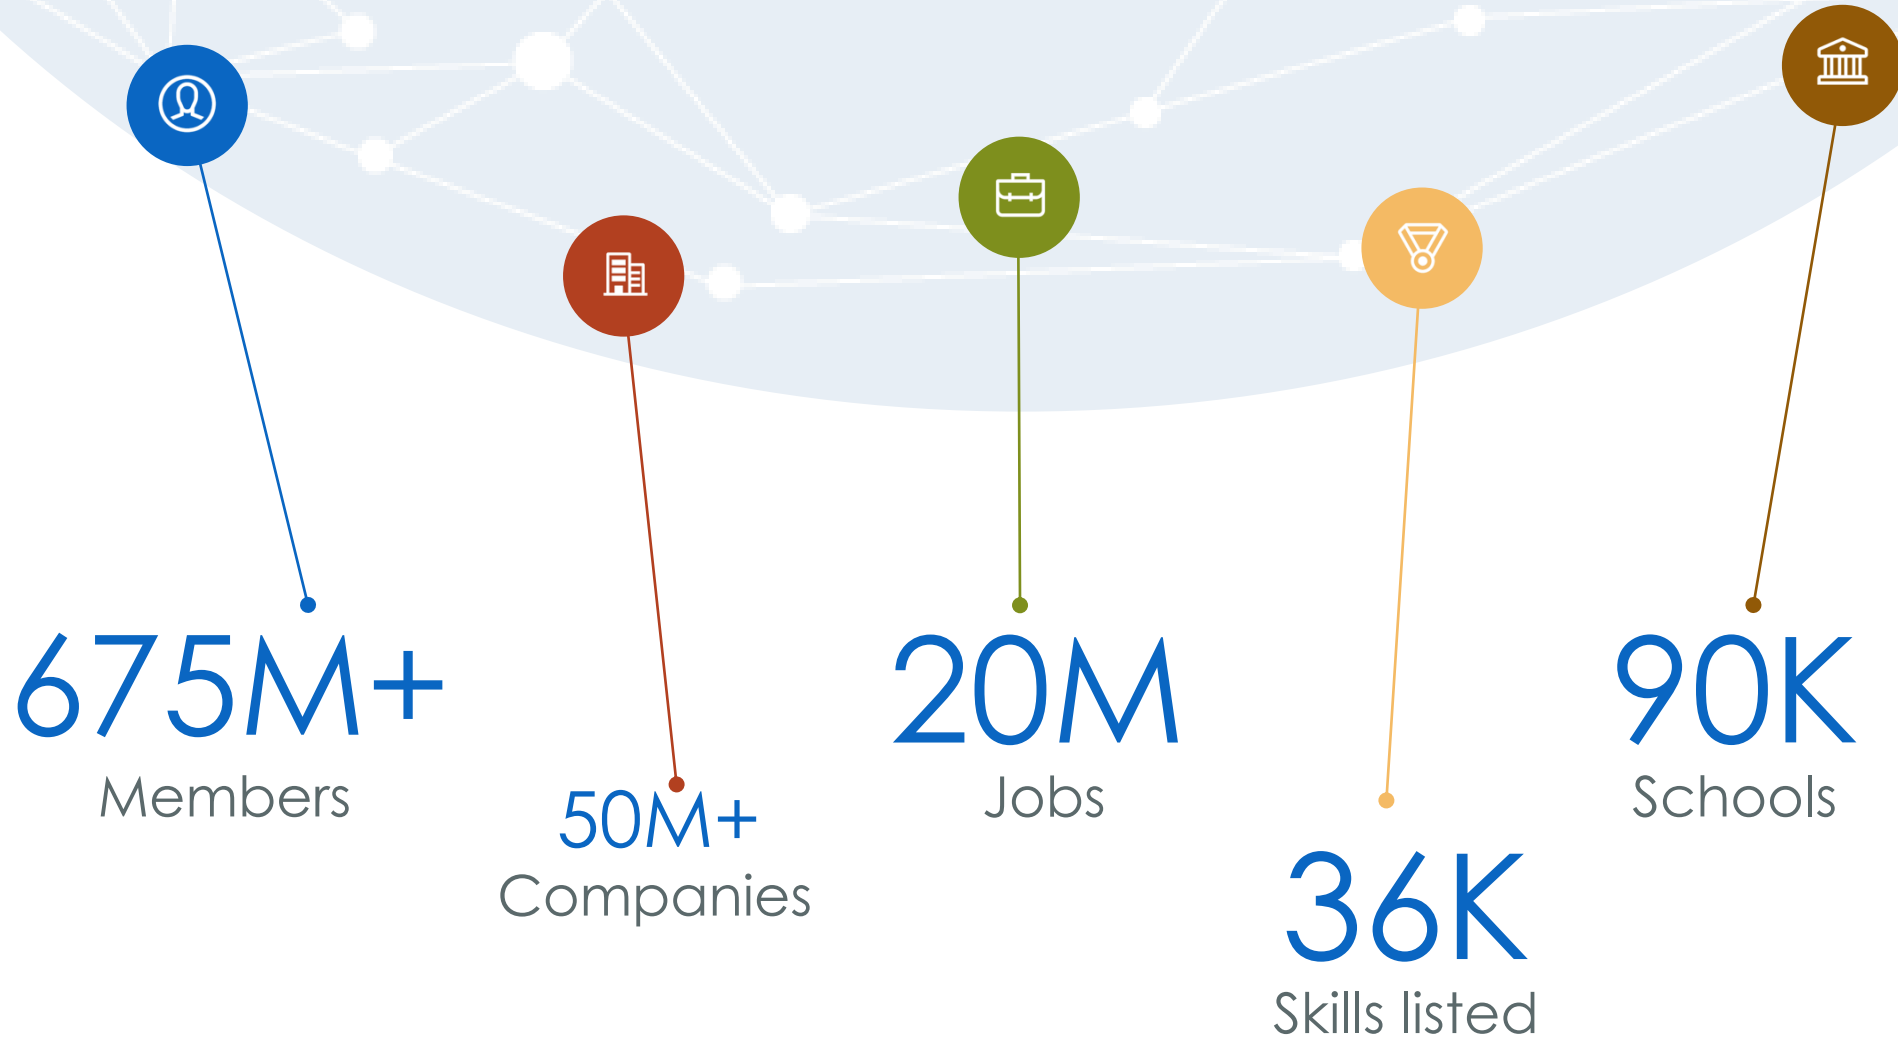 675M+
Members
50M+
Companies
20M
Jobs
36K
Skills listed
90K
Schools